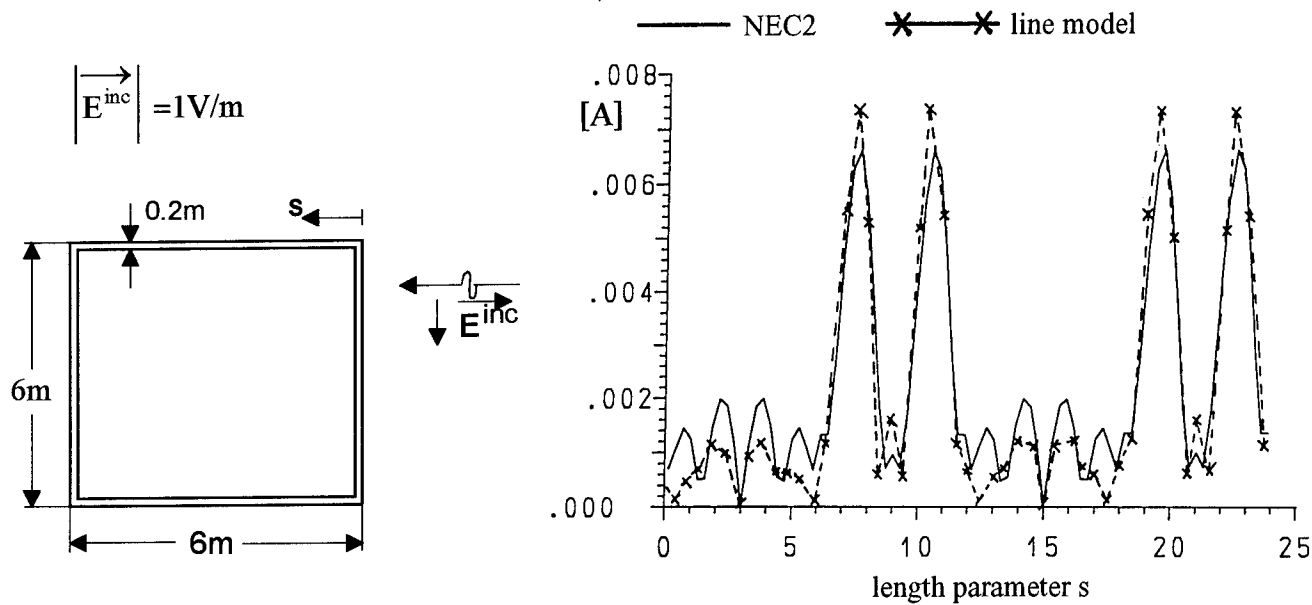 NEC2
line model
E inc =1V/m
0.2m
s
E inc
6m
6m
[A]
.008
.006
.004
.002
.000
0 5 10 15 20 25
length parameter s